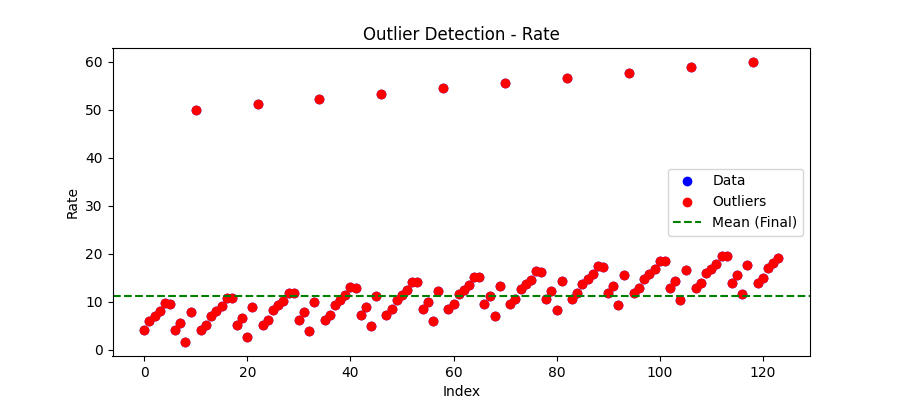 Outlier Detection - Rate
60
50
40
30
20
10
0
Rate
Data
Outliers
Mean (Final)
0 20 40 60 80 100 120
Index